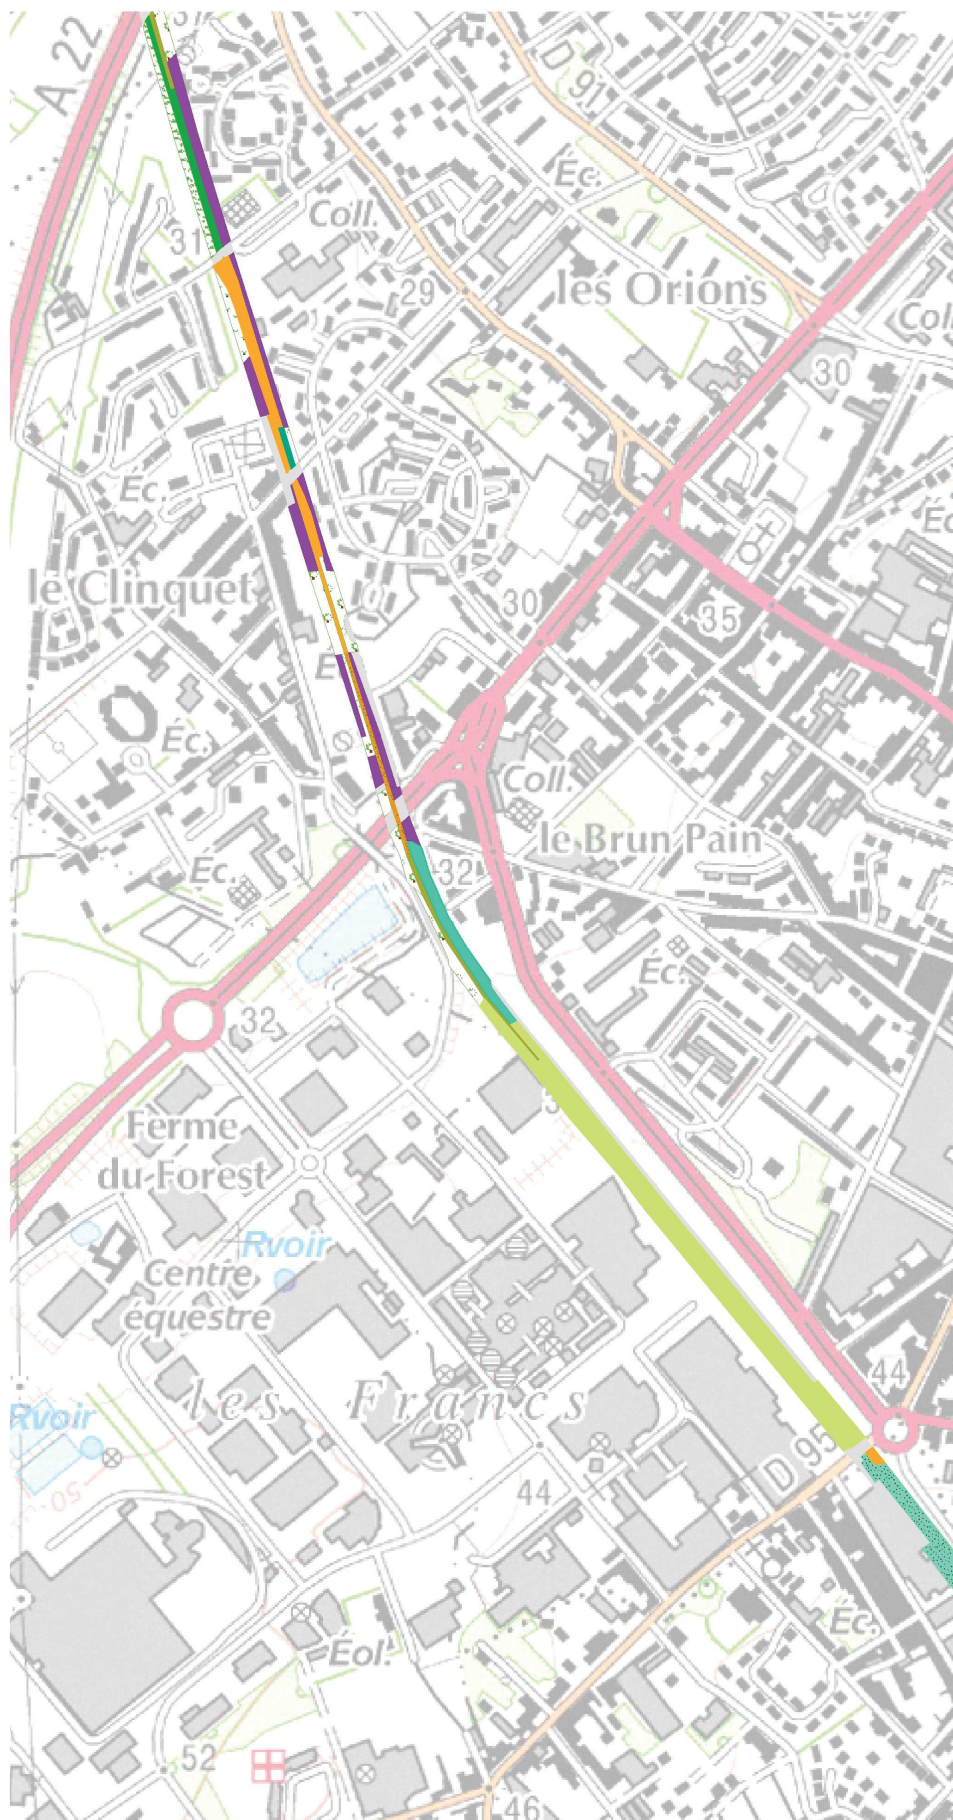 A 22
D 91
Éc.
Coll.
31
29
les Orions
Coll.
30
Éc.
le Clinquet
30
35
Éc.
Coll.
le Brun Pain
Éc.
32
Éc.
32
Ferme
du Forest
Rvoir
Centre
équestre
44
les Francs
Rvoir
D 95
50
44
Éc.
Éol.
52
46